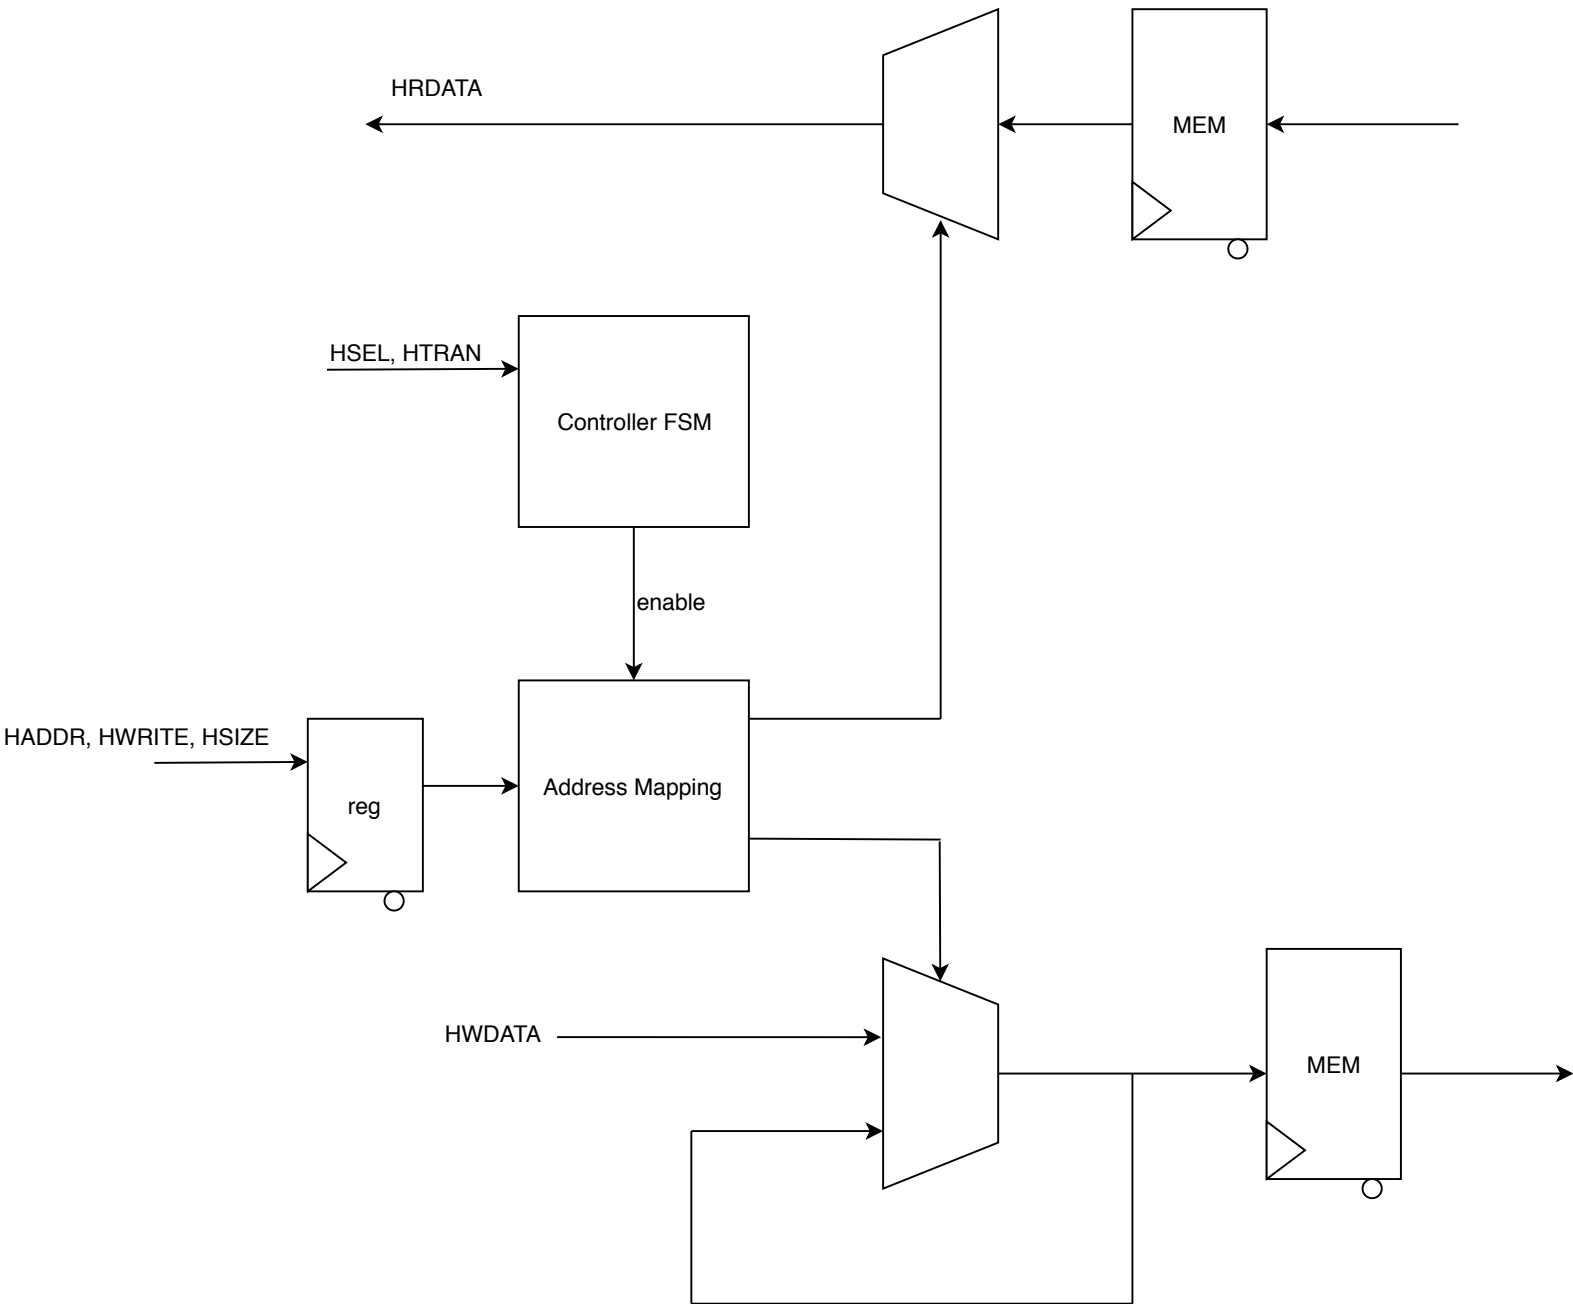 HRDATA
MEM
HSEL, HTRAN
Controller FSM
enable
HADDR, HWRITE, HSIZE
reg
Address Mapping
HWDATA
MEM